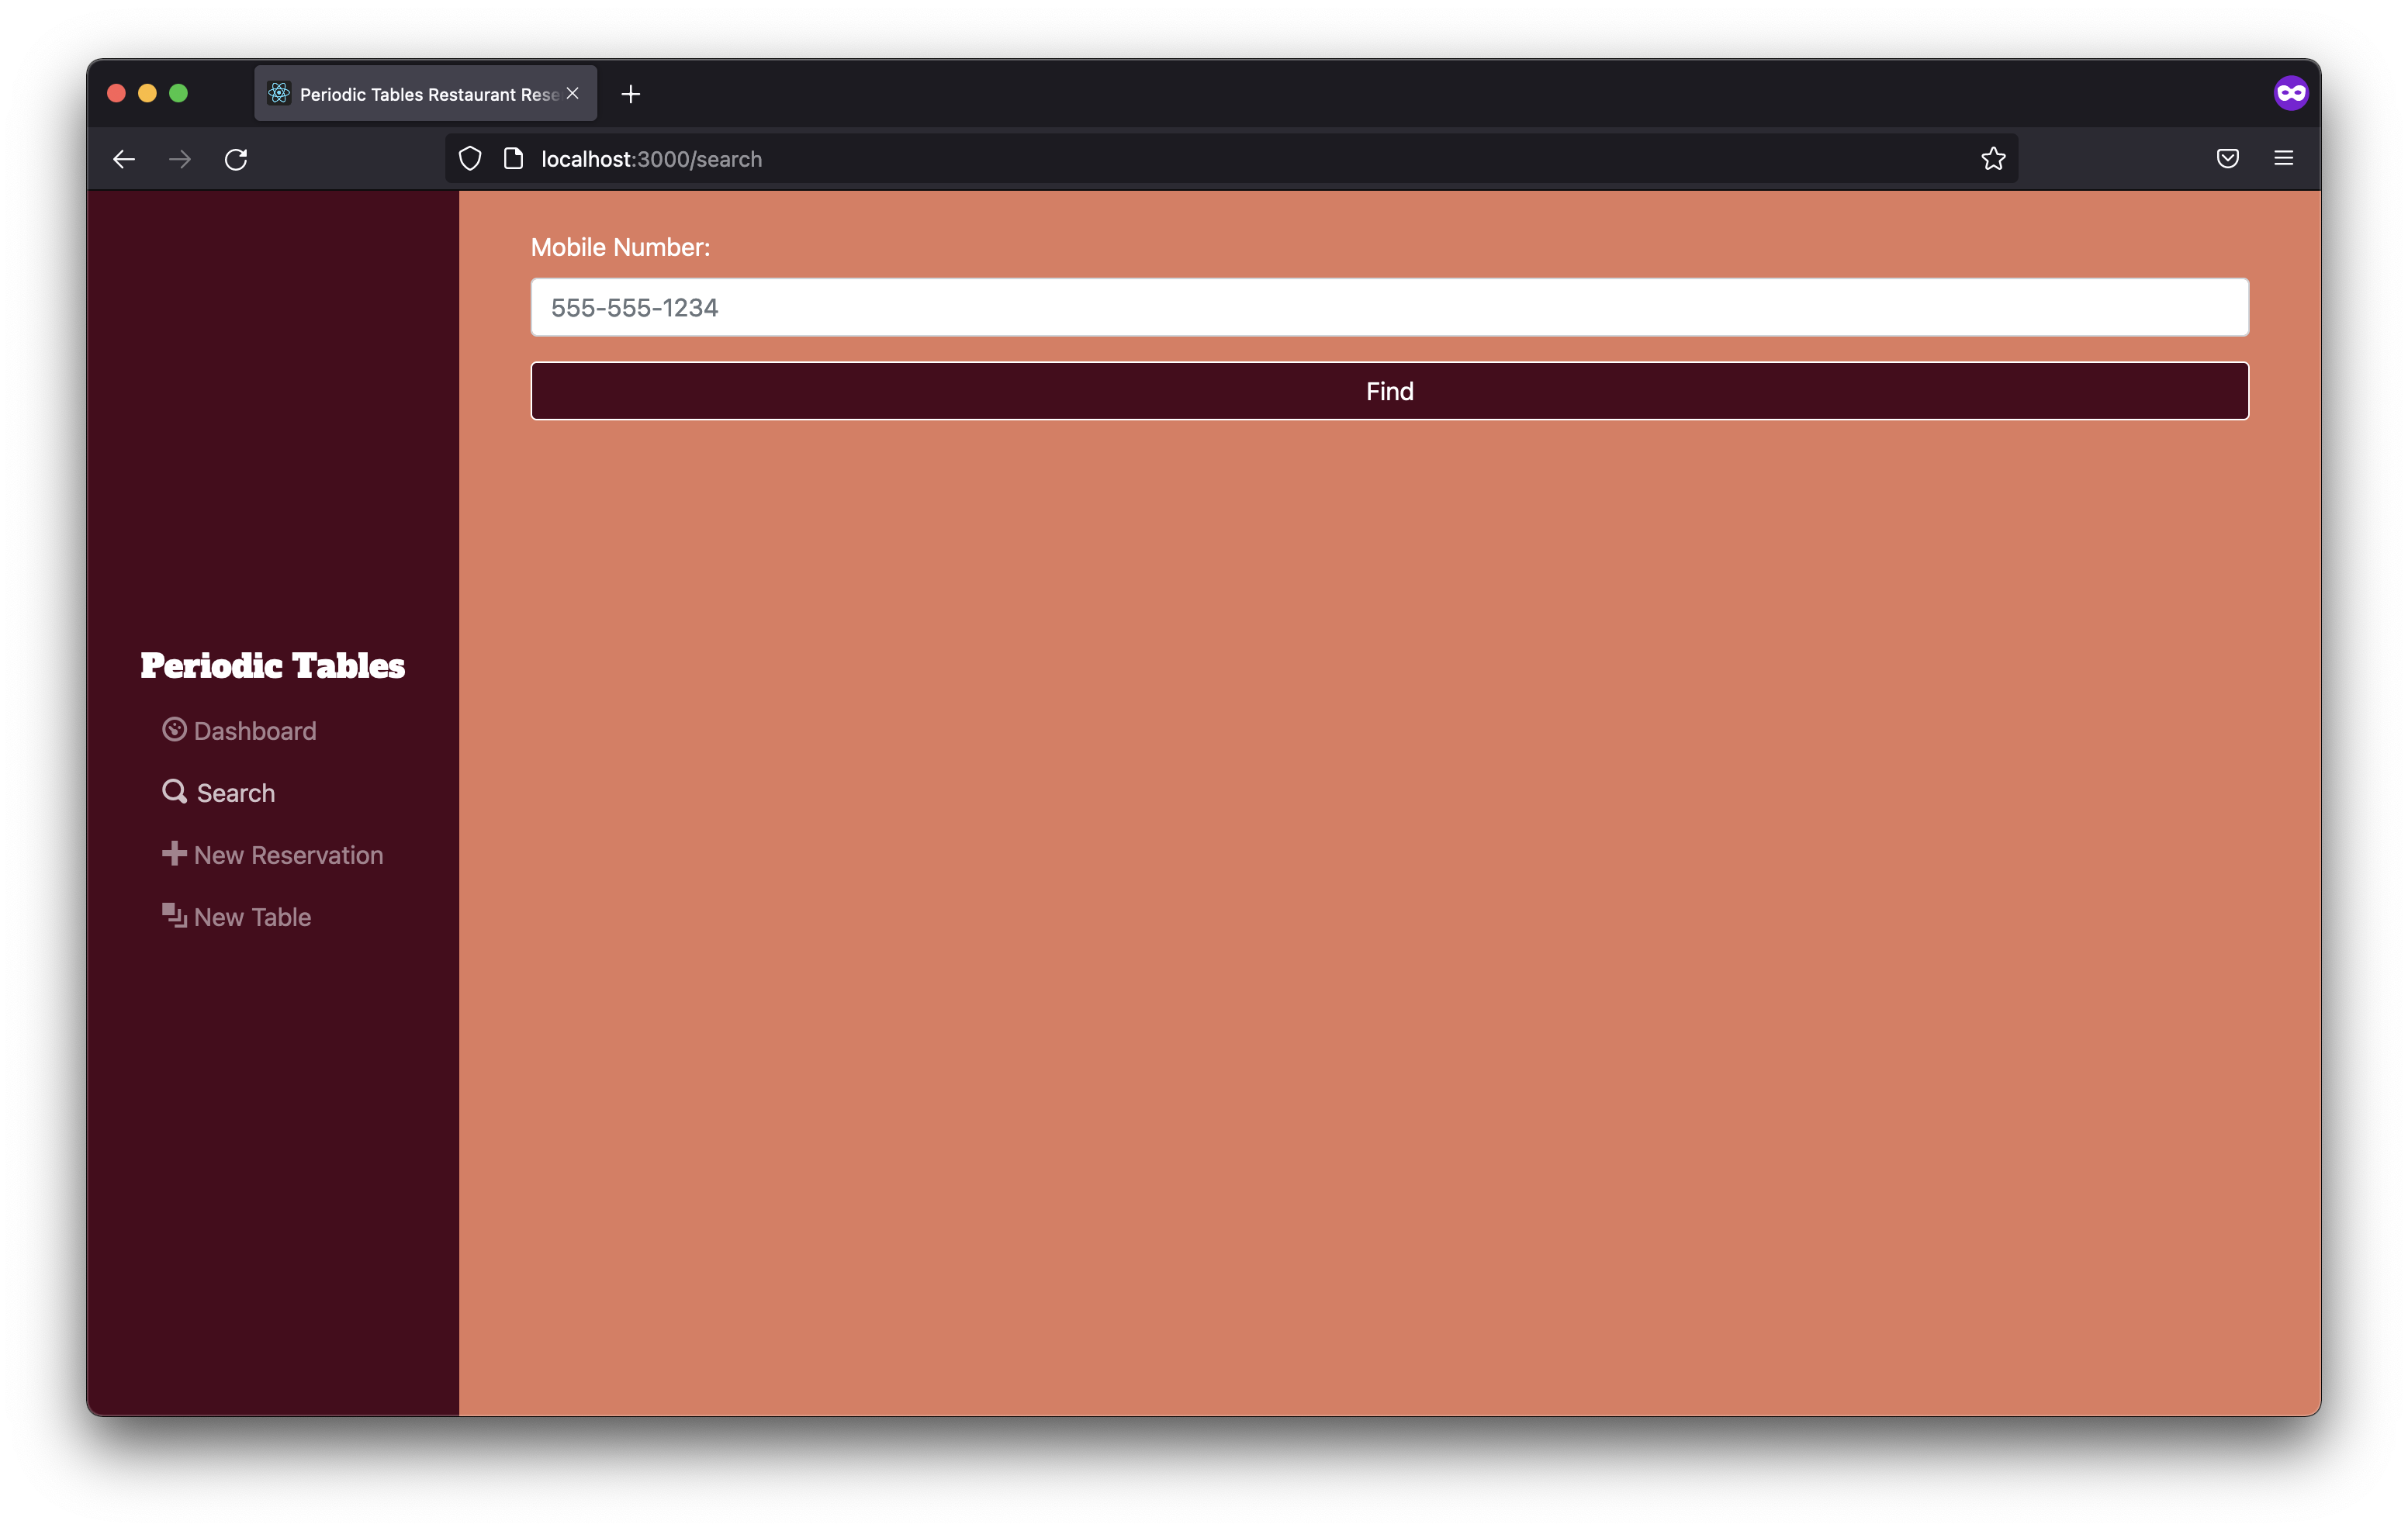 Periodic Tables Restaurant Rese
localhost:3000/search
Mobile Number:
555-555-1234
Find
Periodic Tables
Dashboard
Search
New Reservation
New Table